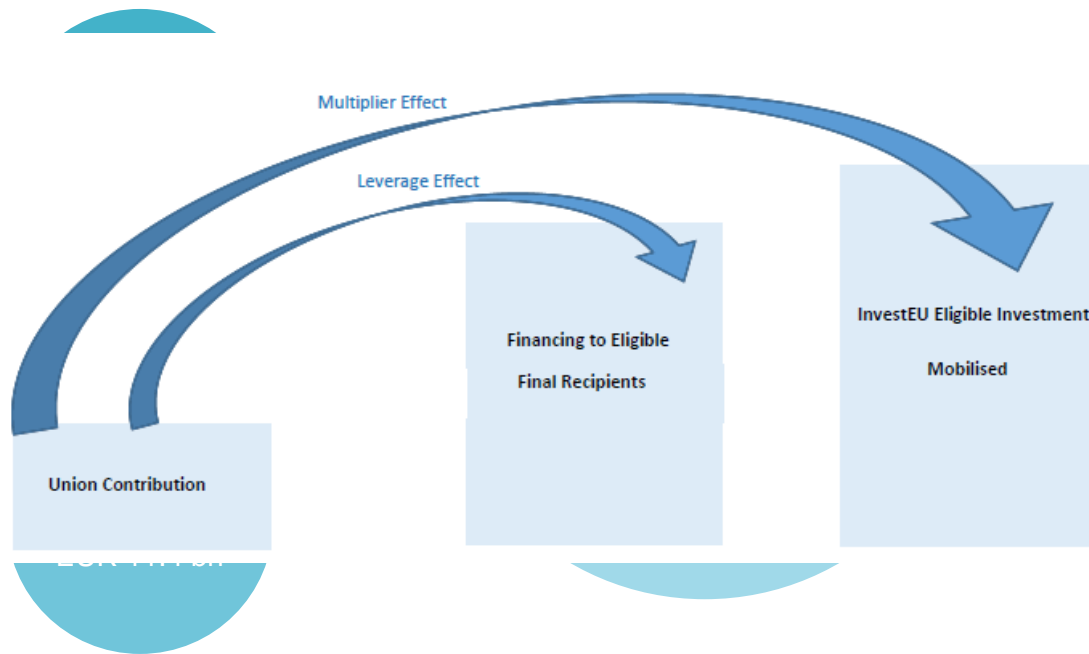 Multiplier Effect
Leverage Effect
InvestEU Eligible Investment
Mobilised
Financing to Eligible
Final Recipients
Union Contribution